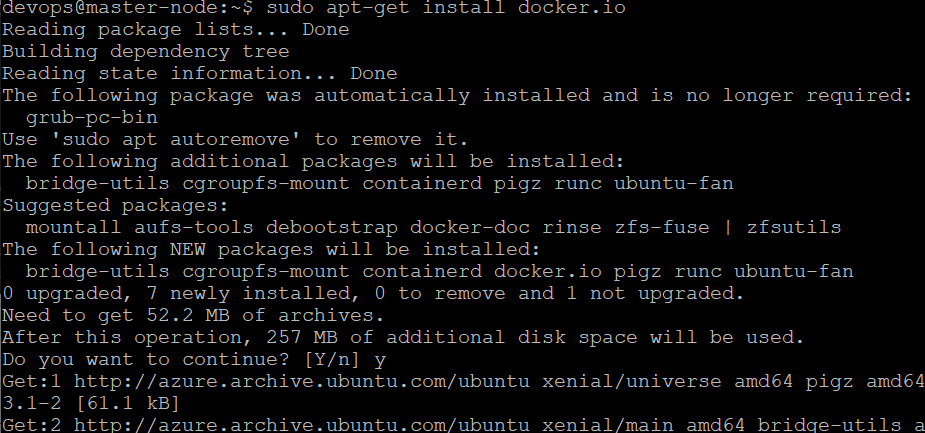 devops@master-node:~$ sudo apt-get install docker.io
Reading package lists... Done
Building dependency tree
Reading state information... Done
The following package was automatically installed and is no longer required:
  grub-pc-bin
Use 'sudo apt autoremove' to remove it.
The following additional packages will be installed:
  bridge-utils cgroupfs-mount containerd pigz runc ubuntu-fan
Suggested packages:
  mountall aufs-tools debootstrap docker-doc rinse zfs-fuse | zfsutils
The following NEW packages will be installed:
  bridge-utils cgroupfs-mount containerd docker.io pigz runc ubuntu-fan
0 upgraded, 7 newly installed, 0 to remove and 1 not upgraded.
Need to get 52.2 MB of archives.
After this operation, 257 MB of additional disk space will be used.
Do you want to continue? [Y/n] y
Get:1 http://azure.archive.ubuntu.com/ubuntu xenial/universe amd64 pigz amd64
3.1-2 [61.1 kB]
Get:2 http://azure.archive.ubuntu.com/ubuntu xenial/main amd64 bridge-utils a